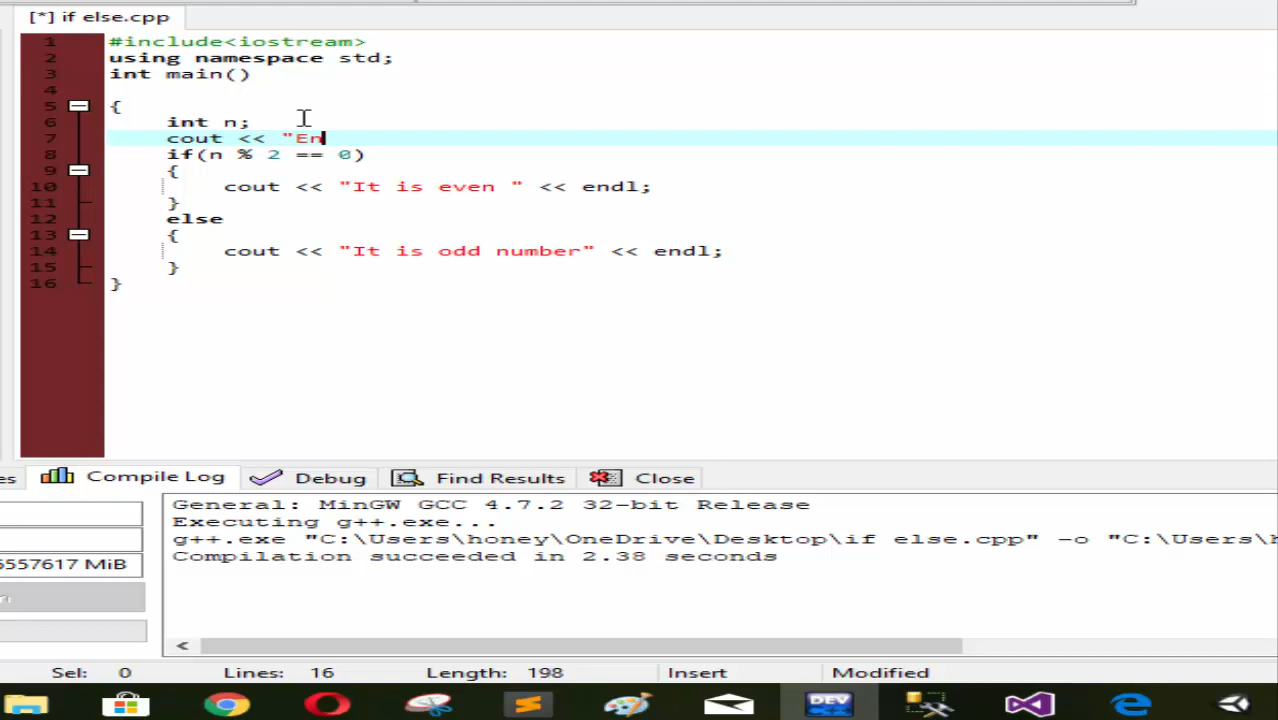 [*] if else.cpp
1 #include<iostream>
2 using namespace std;
3 int main()
4
5 {
6 int n;
7 cout << "En
8 if(n % 2 == 0)
9 {
10 cout << "It is even " << endl;
11 }
12 else
13 {
14 cout << "It is odd number" << endl;
15 }
16 }
es Compile Log Debug Find Results Close
General: MinGW GCC 4.7.2 32-bit Release
Executing g++.exe...
g++.exe "C:\Users\honey\OneDrive\Desktop\if else.cpp" -o "C:\Users\h
Compilation succeeded in 2.38 seconds
6557617 MiB
Sel: 0 Lines: 16 Length: 198 Insert Modified
DEV